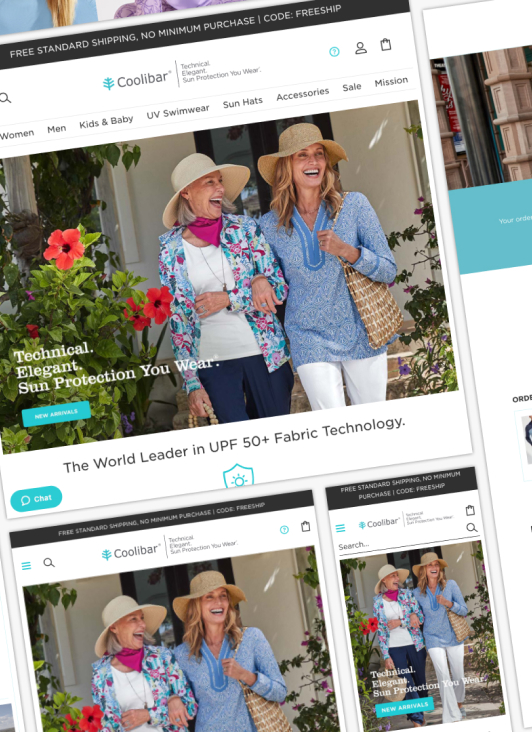 FREE STANDARD SHIPPING, NO MINIMUM PURCHASE | CODE: FREESHIP
Coolibar®
Technical.
Elegant.
Sun Protection You Wear®.
Women Men Kids & Baby UV Swimwear Sun Hats Accessories Sale Mission
Technical.
Elegant.
Sun Protection You Wear®.
NEW ARRIVALS
The World Leader in UPF 50+ Fabric Technology.
Chat
Your order
ORDE
FREE STANDARD SHIPPING, NO MINIMUM PURCHASE | CODE: FREESHIP
Coolibar®
Technical.
Elegant.
Sun Protection You Wear®.
FREE STANDARD SHIPPING, NO MINIMUM
PURCHASE | CODE: FREESHIP
Coolibar®
Technical.
Elegant.
Sun Protection You Wear®.
Search...
Technical.
Elegant.
Sun Protection You Wear®.
NEW ARRIVALS